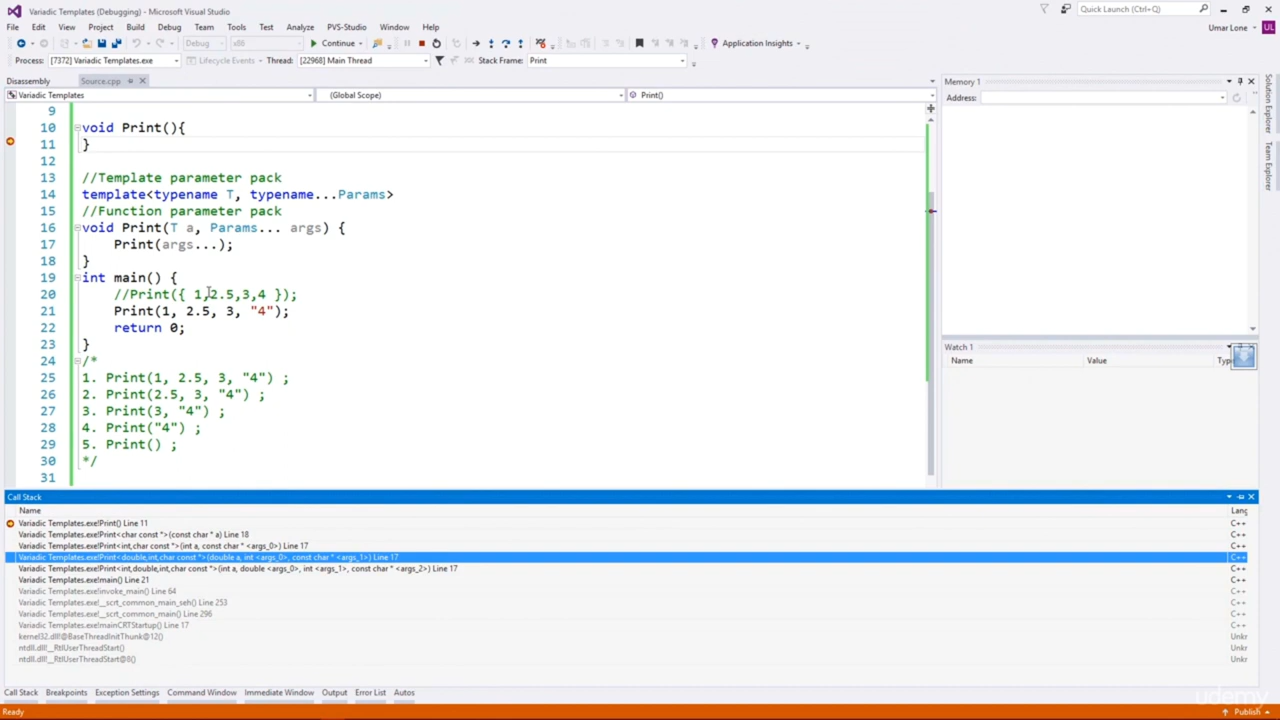 Variadic Templates (Debugging) - Microsoft Visual Studio
Quick Launch (Ctrl+Q)
File Edit View Project Build Debug Team Tools Test Analyze PVS-Studio Window Help
Umar Lone UL
Debug x86 Continue Application Insights
Process: [7372] Variadic Templates.exe Lifecycle Events Thread: [22968] Main Thread Stack Frame: Print
Disassembly Source.cpp
Memory 1
Variadic Templates (Global Scope) Print()
Address:
9
10 void Print(){
11 }
12
13 //Template parameter pack
14 template<typename T, typename...Params>
15 //Function parameter pack
16 void Print(T a, Params... args) {
17 Print(args...);
18 }
19 int main() {
20 //Print({ 1,2.5,3,4 });
21 Print(1, 2.5, 3, "4");
22 return 0;
23 }
24 /*
25 1. Print(1, 2.5, 3, "4") ;
26 2. Print(2.5, 3, "4") ;
27 3. Print(3, "4") ;
28 4. Print("4") ;
29 5. Print() ;
30 */
31
Solution Explorer
Team Explorer
Watch 1
Name Value Typ
Call Stack
Name Lang
Variadic Templates.exe!Print() Line 11 C++
Variadic Templates.exe!Print<char const *>(const char * a) Line 18 C++
Variadic Templates.exe!Print<int,char const *>(int a, const char * <args_0>) Line 17 C++
Variadic Templates.exe!Print<double,int,char const *>(double a, int <args_0>, const char * <args_1>) Line 17 C++
Variadic Templates.exe!Print<int,double,int,char const *>(int a, double <args_0>, int <args_1>, const char * <args_2>) Line 17 C++
Variadic Templates.exe!main() Line 21 C++
Variadic Templates.exe!invoke_main() Line 64 C++
Variadic Templates.exe!__scrt_common_main_seh() Line 253 C++
Variadic Templates.exe!__scrt_common_main() Line 296 C++
Variadic Templates.exe!mainCRTStartup() Line 17 C++
kernel32.dll!@BaseThreadInitThunk@12() Unkr
ntdll.dll!__RtlUserThreadStart() Unkr
ntdll.dll!__RtlUserThreadStart@8() Unkr
Call Stack Breakpoints Exception Settings Command Window Immediate Window Output Error List Autos
udemy
Ready Publish